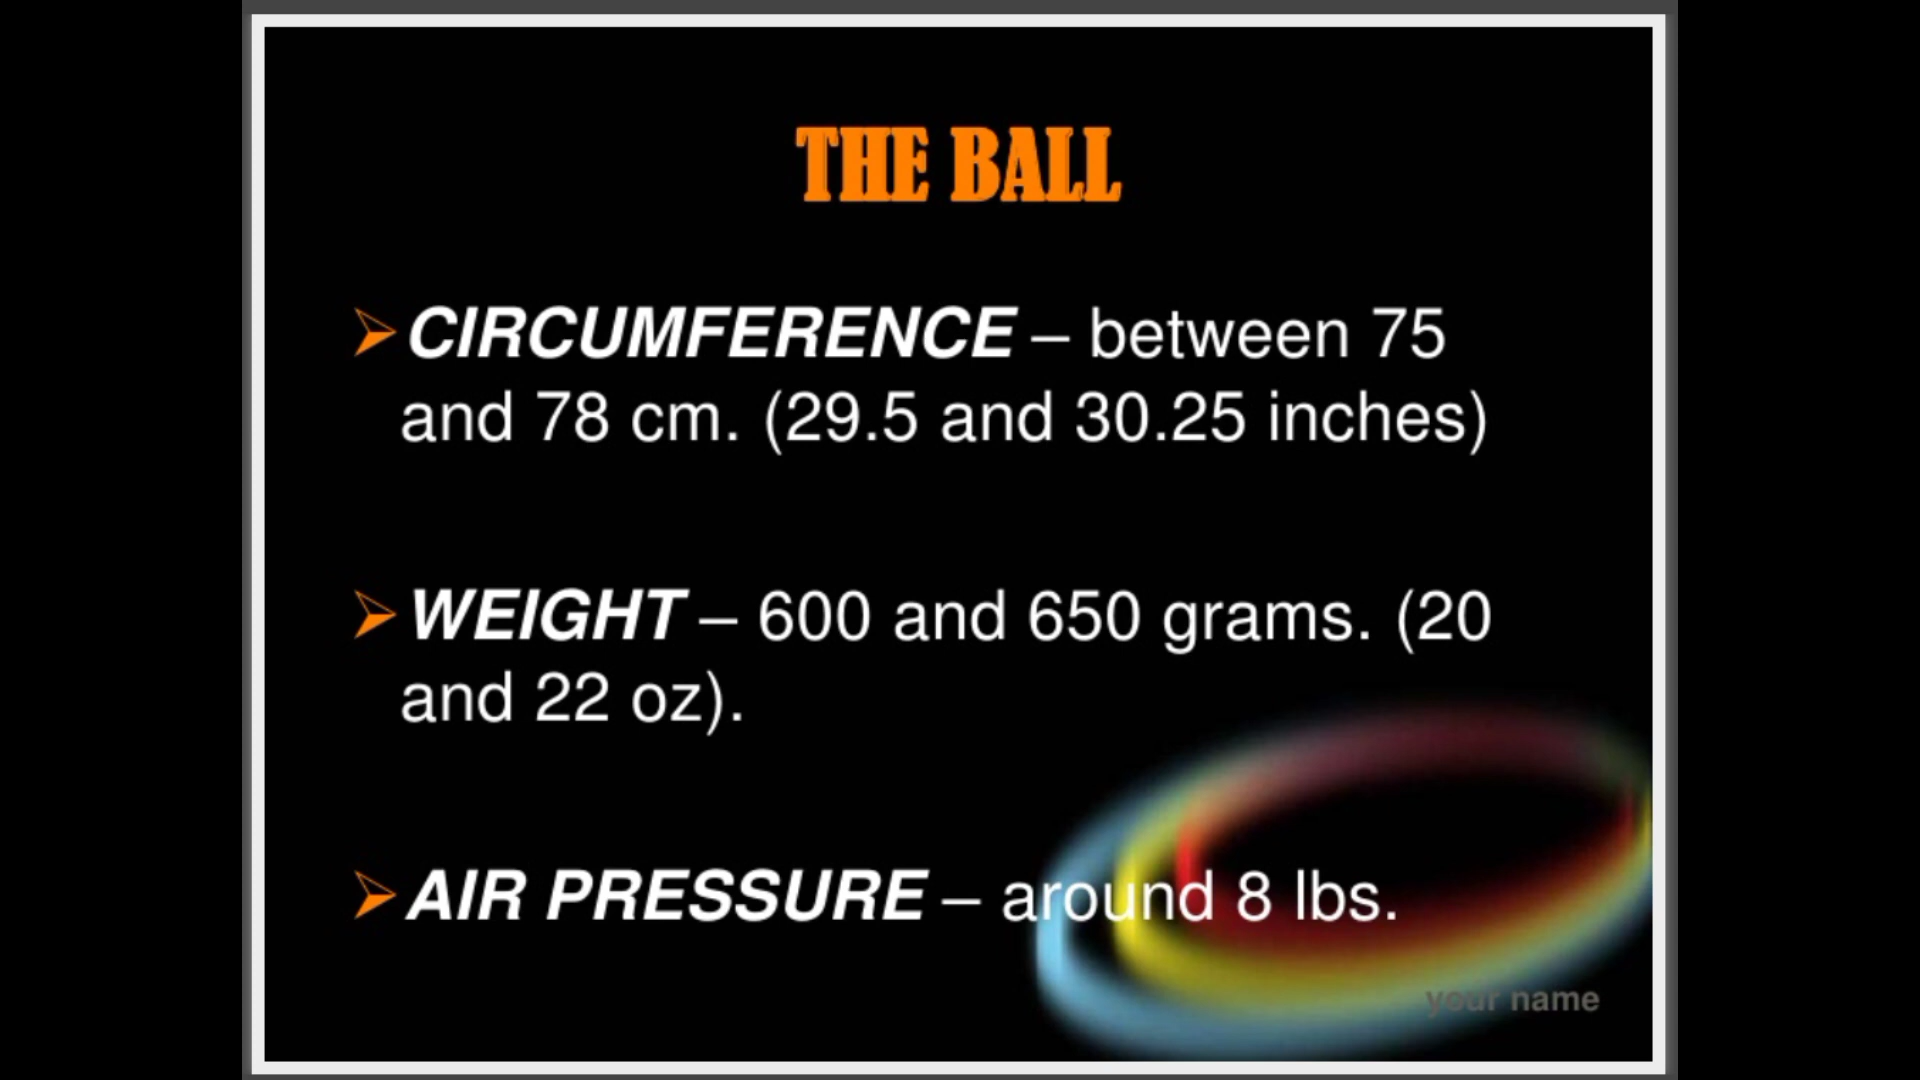 THE BALL
CIRCUMFERENCE – between 75
and 78 cm. (29.5 and 30.25 inches)
WEIGHT – 600 and 650 grams. (20
and 22 oz).
AIR PRESSURE – around 8 lbs.
your name